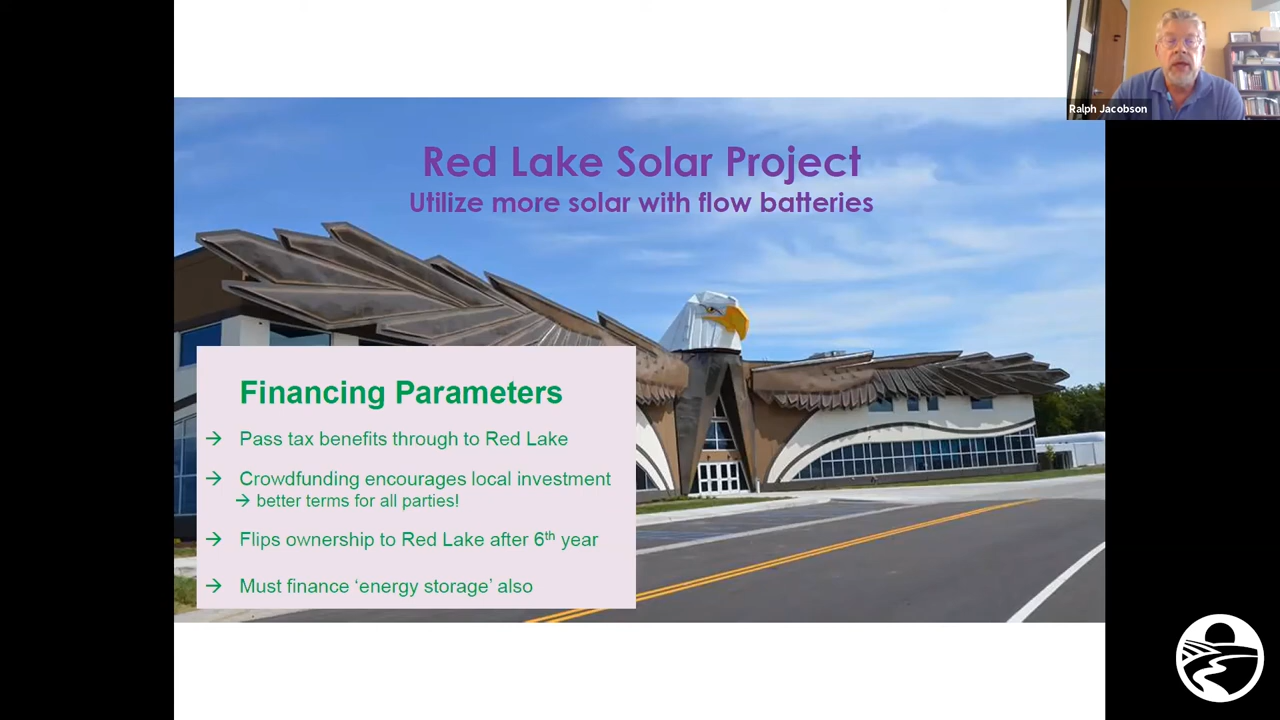 Ralph Jacobson
Red Lake Solar Project
Utilize more solar with flow batteries
Financing Parameters
→ Pass tax benefits through to Red Lake
→ Crowdfunding encourages local investment
→ better terms for all parties!
→ Flips ownership to Red Lake after 6th year
→ Must finance ‘energy storage’ also